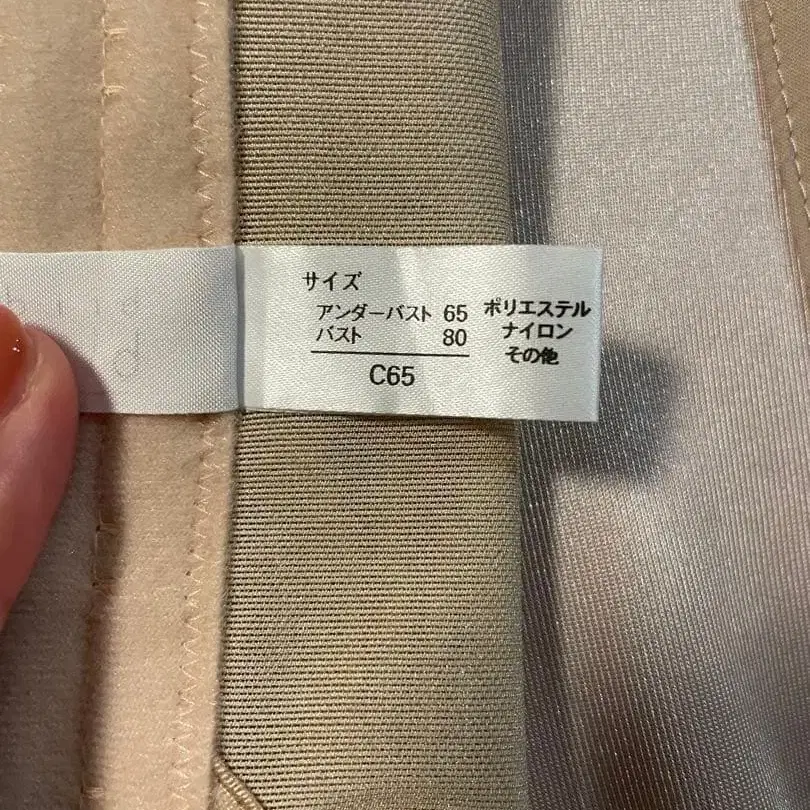 サイズ
アンダーバスト 65
バスト 80
C65
ポリエステル
ナイロン
その他